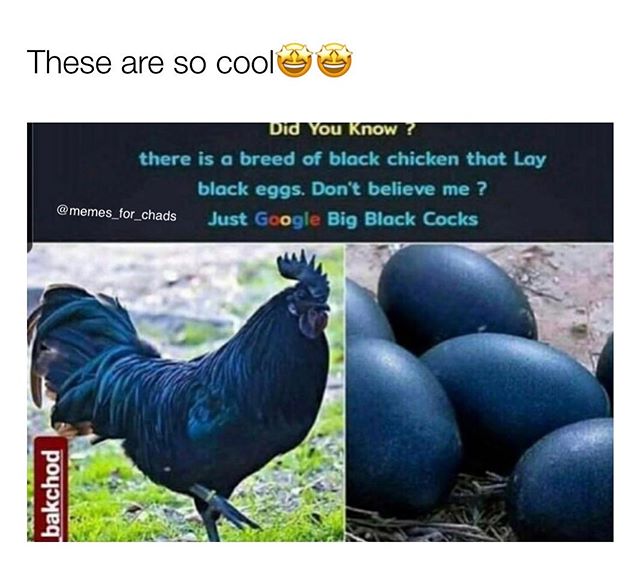 These are so cool🤩🤩
Did You Know ?
there is a breed of black chicken that Lay
black eggs. Don't believe me ?
@memes_for_chads
Just Google Big Black Cocks
bakchod